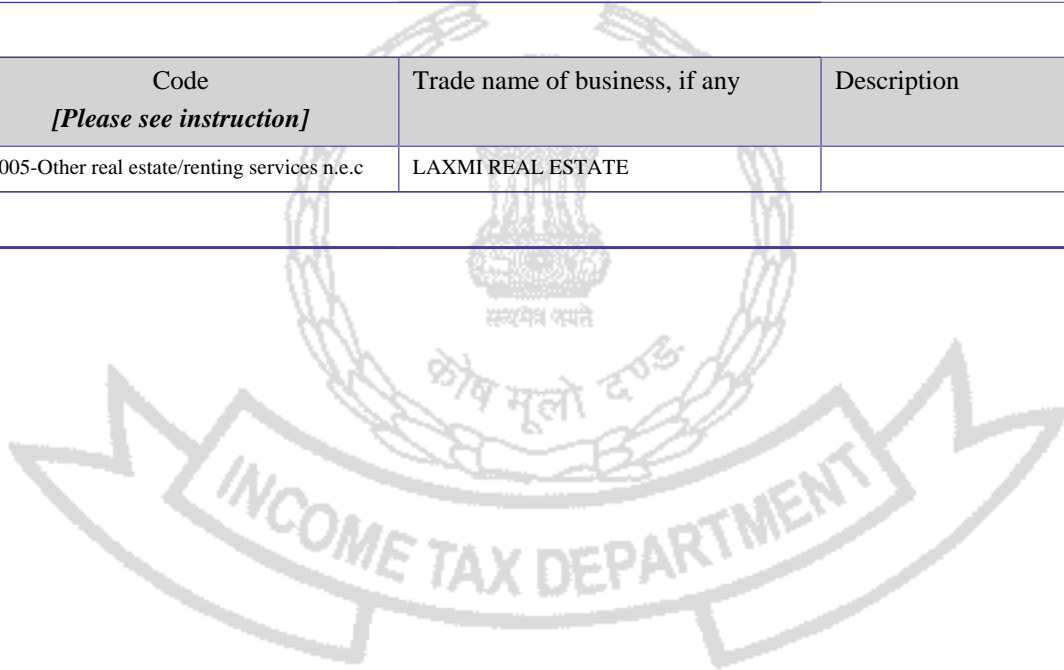 Code
Trade name of business, if any
Description
[Please see instruction]
005-Other real estate/renting services n.e.c
LAXMI REAL ESTATE
सत्यमेव जयते
कोष मूलो दण्ड:
INCOME TAX DEPARTMENT